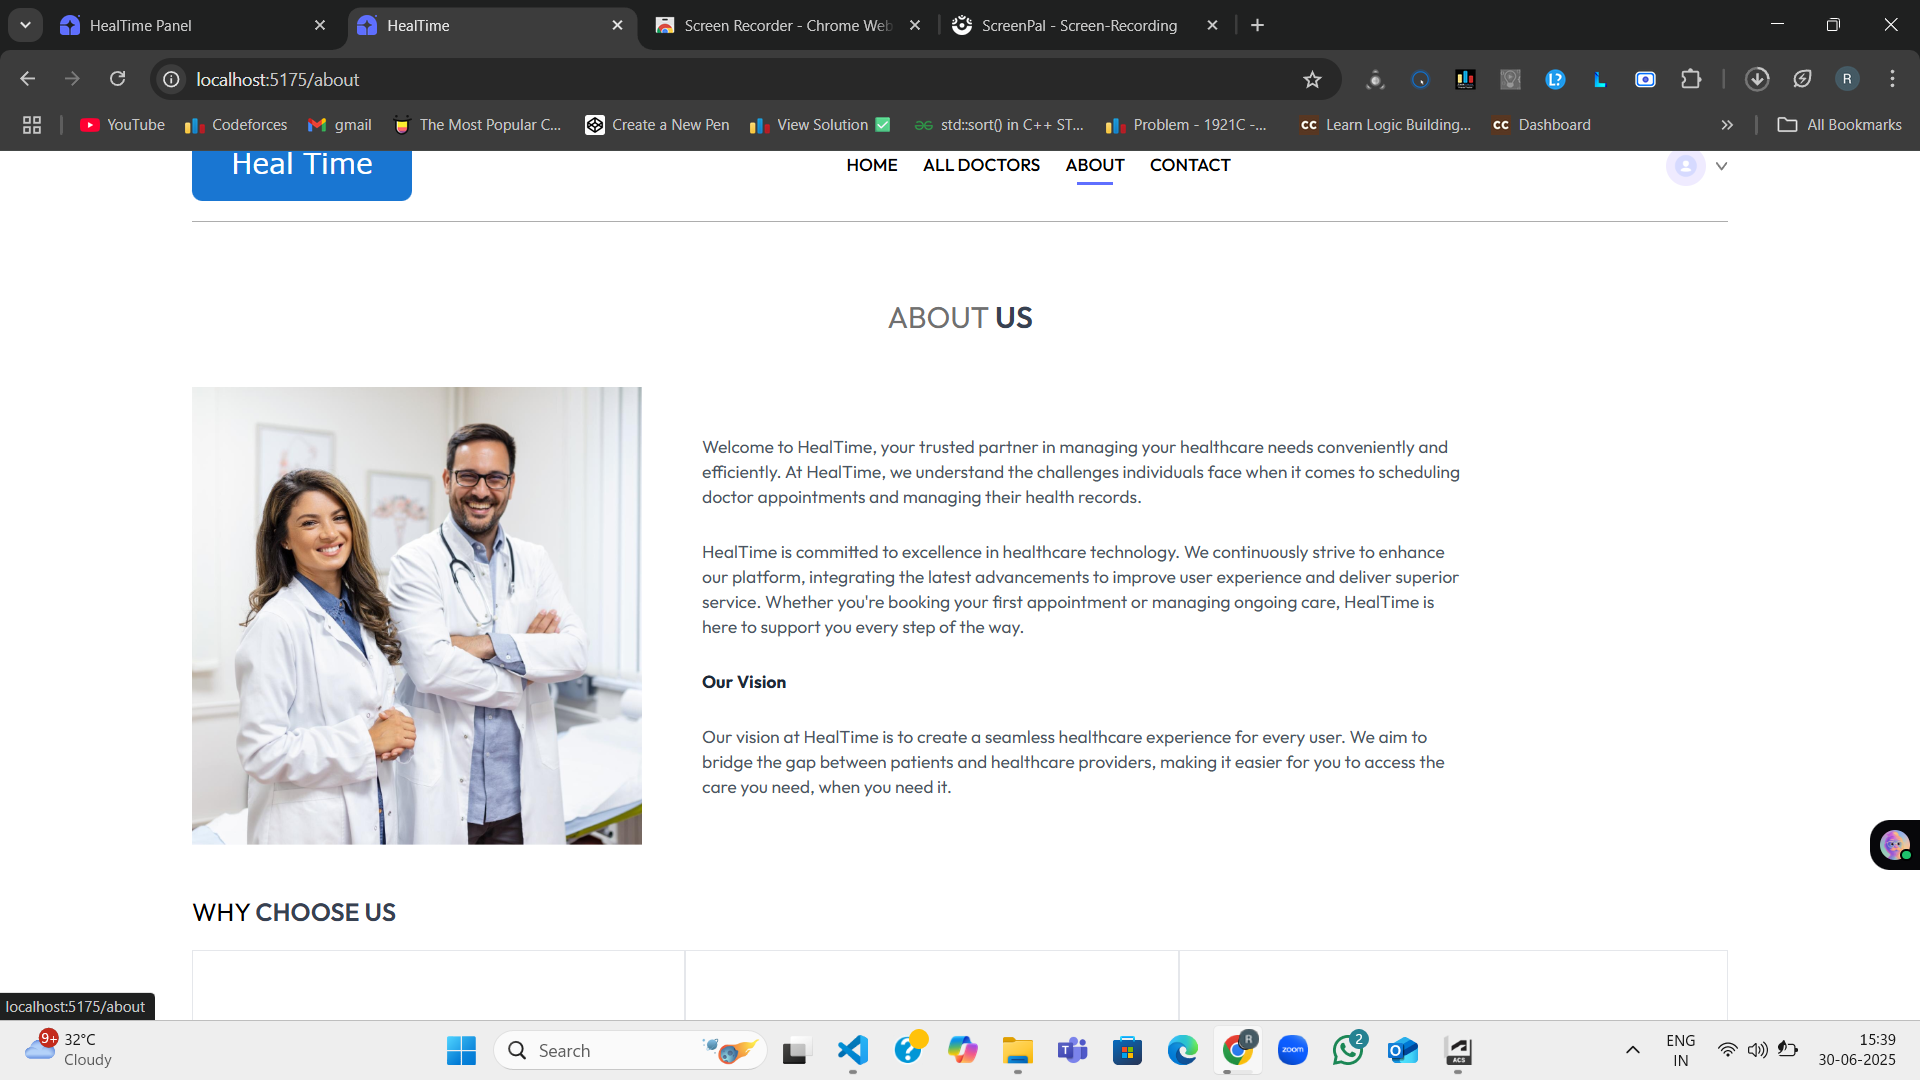 HealTime Panel
HealTime
Screen Recorder - Chrome Web
ScreenPal - Screen-Recording
localhost:5175/about
R
YouTube
Codeforces
gmail
The Most Popular C...
Create a New Pen
View Solution ✅
std::sort() in C++ ST...
Problem - 1921C -...
CC Learn Logic Building...
CC Dashboard
All Bookmarks
Heal Time
HOME
ALL DOCTORS
ABOUT
CONTACT
ABOUT US
Welcome to HealTime, your trusted partner in managing your healthcare needs conveniently and
efficiently. At HealTime, we understand the challenges individuals face when it comes to scheduling
doctor appointments and managing their health records.
HealTime is committed to excellence in healthcare technology. We continuously strive to enhance
our platform, integrating the latest advancements to improve user experience and deliver superior
service. Whether you're booking your first appointment or managing ongoing care, HealTime is
here to support you every step of the way.
Our Vision
Our vision at HealTime is to create a seamless healthcare experience for every user. We aim to
bridge the gap between patients and healthcare providers, making it easier for you to access the
care you need, when you need it.
WHY CHOOSE US
localhost:5175/about
9+
32°C
Cloudy
Search
R
zoom
2
ACS
ENG
IN
15:39
30-06-2025